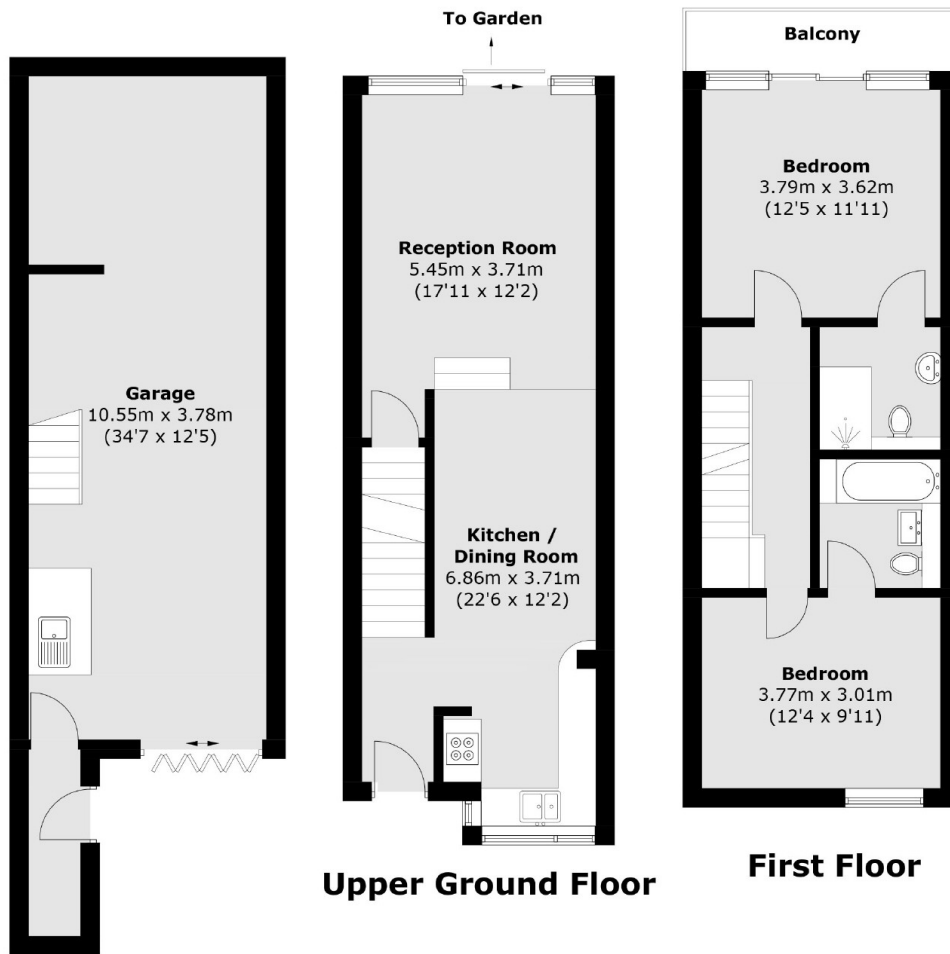 Garage
10.55m x 3.78m
(34'7 x 12'5)
To Garden
Reception Room
5.45m x 3.71m
(17'11 x 12'2)
Kitchen /
Dining Room
6.86m x 3.71m
(22'6 x 12'2)
Upper Ground Floor
Balcony
Bedroom
3.79m x 3.62m
(12'5 x 11'11)
Bedroom
3.77m x 3.01m
(12'4 x 9'11)
First Floor